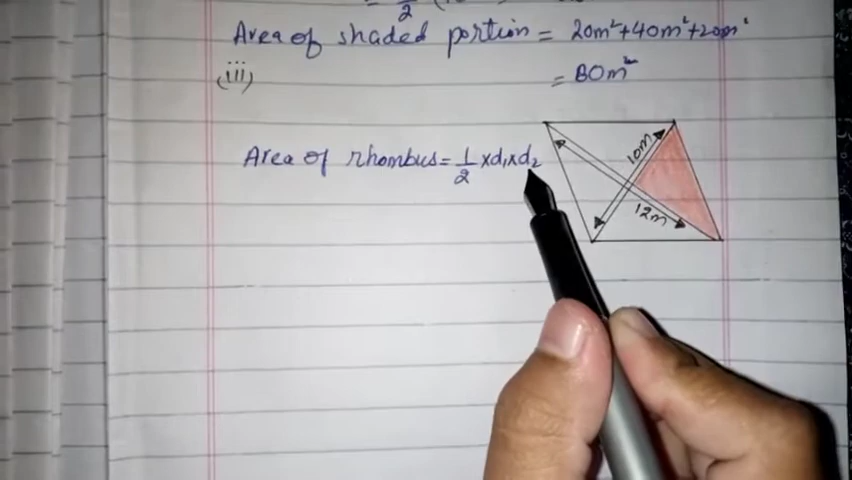 Area of shaded portion = 20m²+40m²+20m²
(iii) = 80m²
Area of rhombus = 1/2 × d₁ × d₂
10m
12m